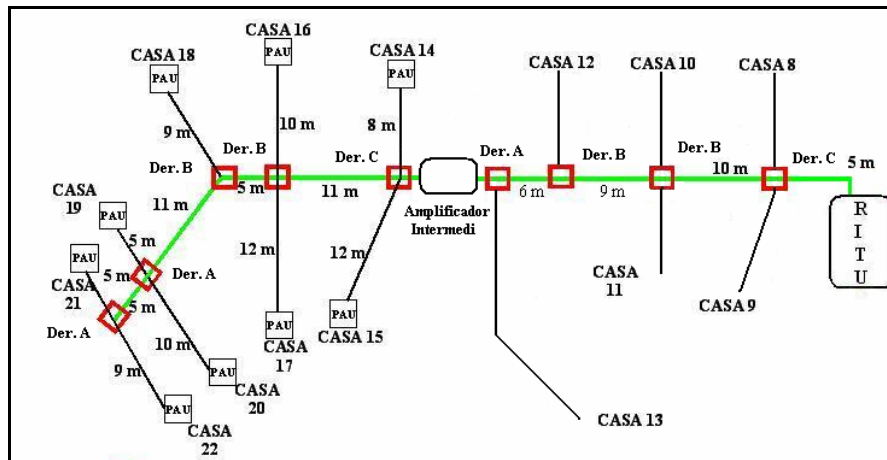 CASA 16
CASA 18
CASA 14
PAU
PAU
PAU
CASA 12
CASA 10
CASA 8
9 m
10 m
8 m
Der. B
Der. C
Der. A
Der. B
Der. B
Der. C
Der. B
5 m
11 m
6 m
9 m
10 m
5 m
CASA
19
11 m
Amplificador
Intermedi
R
I
T
U
PAU
5 m
12 m
12 m
PAU
5 m
Der. A
CASA
21
5 m
CASA
11
CASA 9
PAU
PAU
CASA 15
Der. A
10 m
CASA
17
9 m
PAU
CASA
20
PAU
CASA
22
CASA 13